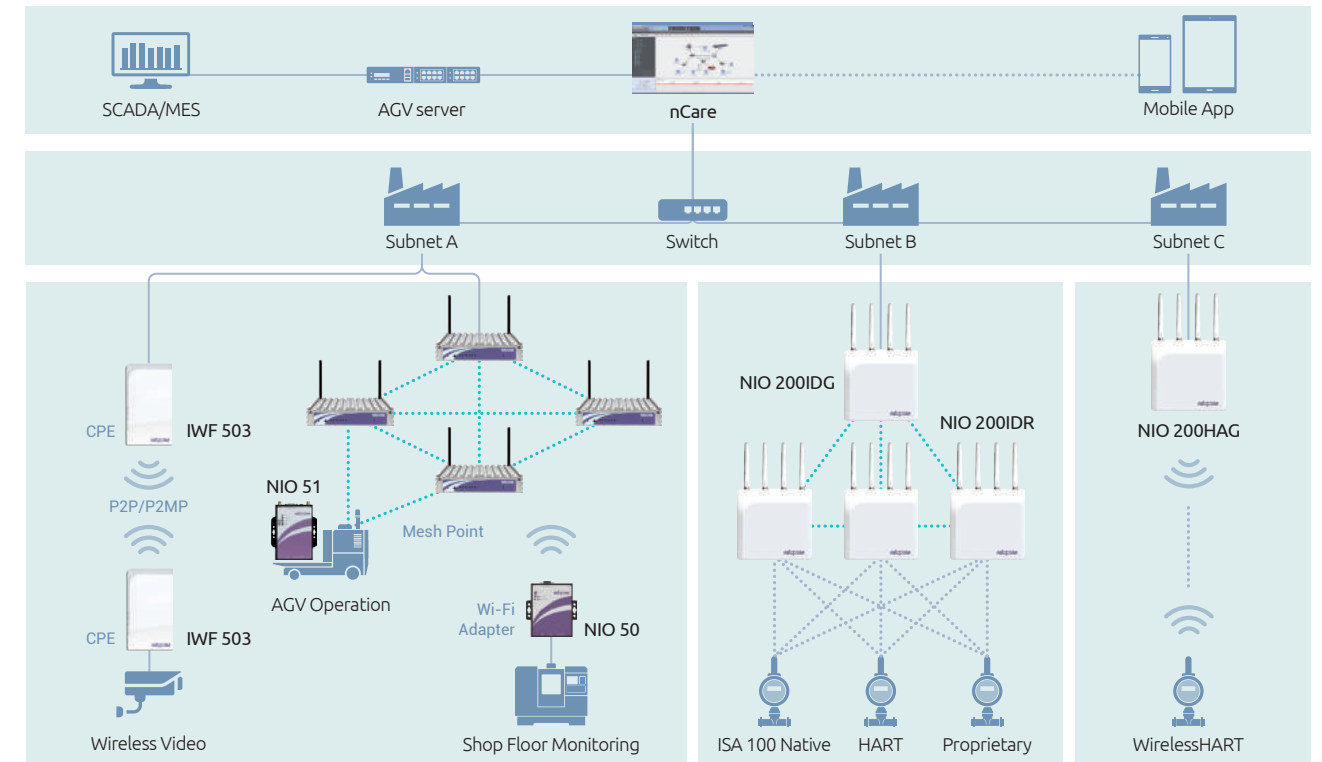 SCADA/MES
AGV server
nCare
Mobile App
Subnet A
Switch
Subnet B
Subnet C
CPE
IWF 503
P2P/P2MP
CPE
IWF 503
Wireless Video
NIO 51
AGV Operation
Mesh Point
Wi-Fi
Adapter
NIO 50
Shop Floor Monitoring
NIO 200IDG
NIO 200IDR
ISA 100 Native
HART
Proprietary
NIO 200HAG
WirelessHART